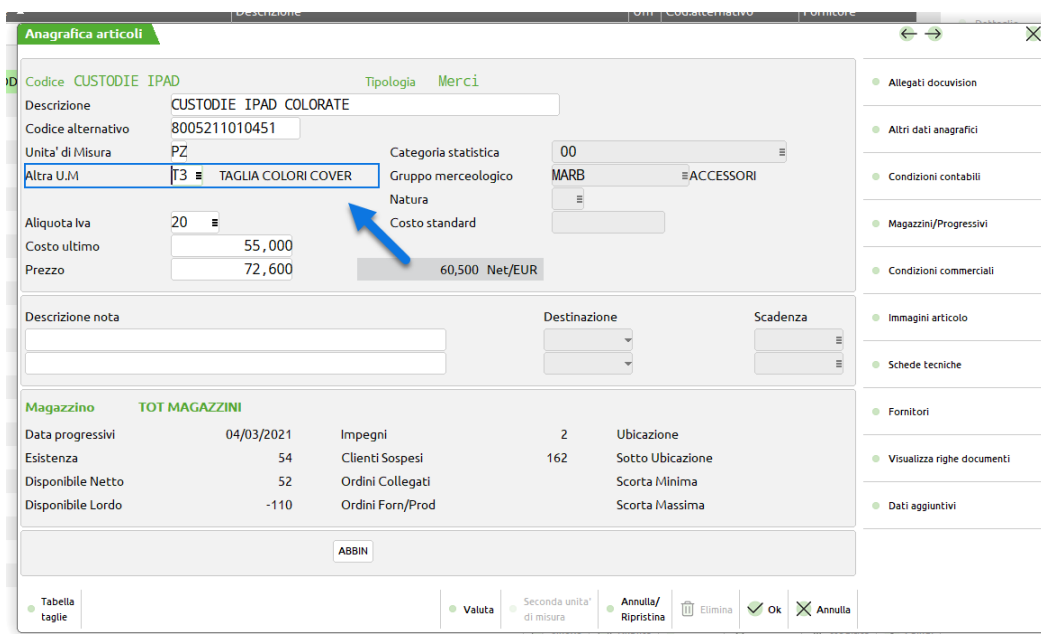 Descrizione Um Cod.alternativo Fornitore
Anagrafica articoli
Codice CUSTODIE IPAD Tipologia Merci
Descrizione CUSTODIE IPAD COLORATE
Codice alternativo 8005211010451
Unita' di Misura PZ Categoria statistica 00
Altra U.M T3 TAGLIA COLORI COVER Gruppo merceologico MARB ACCESSORI
Natura
Aliquota Iva 20 Costo standard
Costo ultimo 55,000
Prezzo 72,600 60,500 Net/EUR
Descrizione nota Destinazione Scadenza
Magazzino TOT MAGAZZINI
Data progressivi 04/03/2021 Impegni 2 Ubicazione
Esistenza 54 Clienti Sospesi 162 Sotto Ubicazione
Disponibile Netto 52 Ordini Collegati Scorta Minima
Disponibile Lordo -110 Ordini Forn/Prod Scorta Massima
ABBIN
Tabella taglie
Valuta
Seconda unita' di misura
Annulla/ Ripristina
Elimina
Ok
Annulla
Allegati docuvision
Altri dati anagrafici
Condizioni contabili
Magazzini/Progressivi
Condizioni commerciali
Immagini articolo
Schede tecniche
Fornitori
Visualizza righe documenti
Dati aggiuntivi